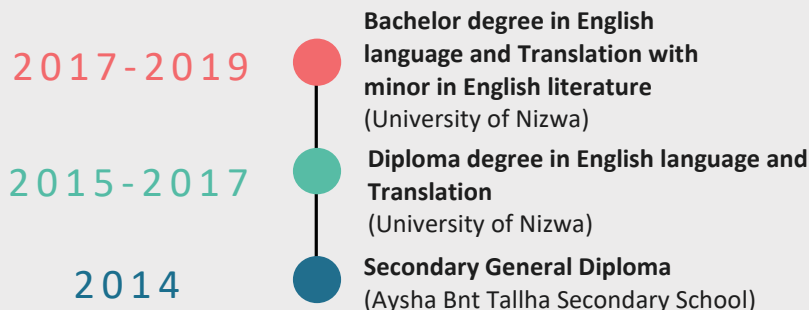 2017-2019
Bachelor degree in English
language and Translation with
minor in English literature
(University of Nizwa)
2015-2017
Diploma degree in English language and
Translation
(University of Nizwa)
2014
Secondary General Diploma
(Aysha Bnt Tallha Secondary School)